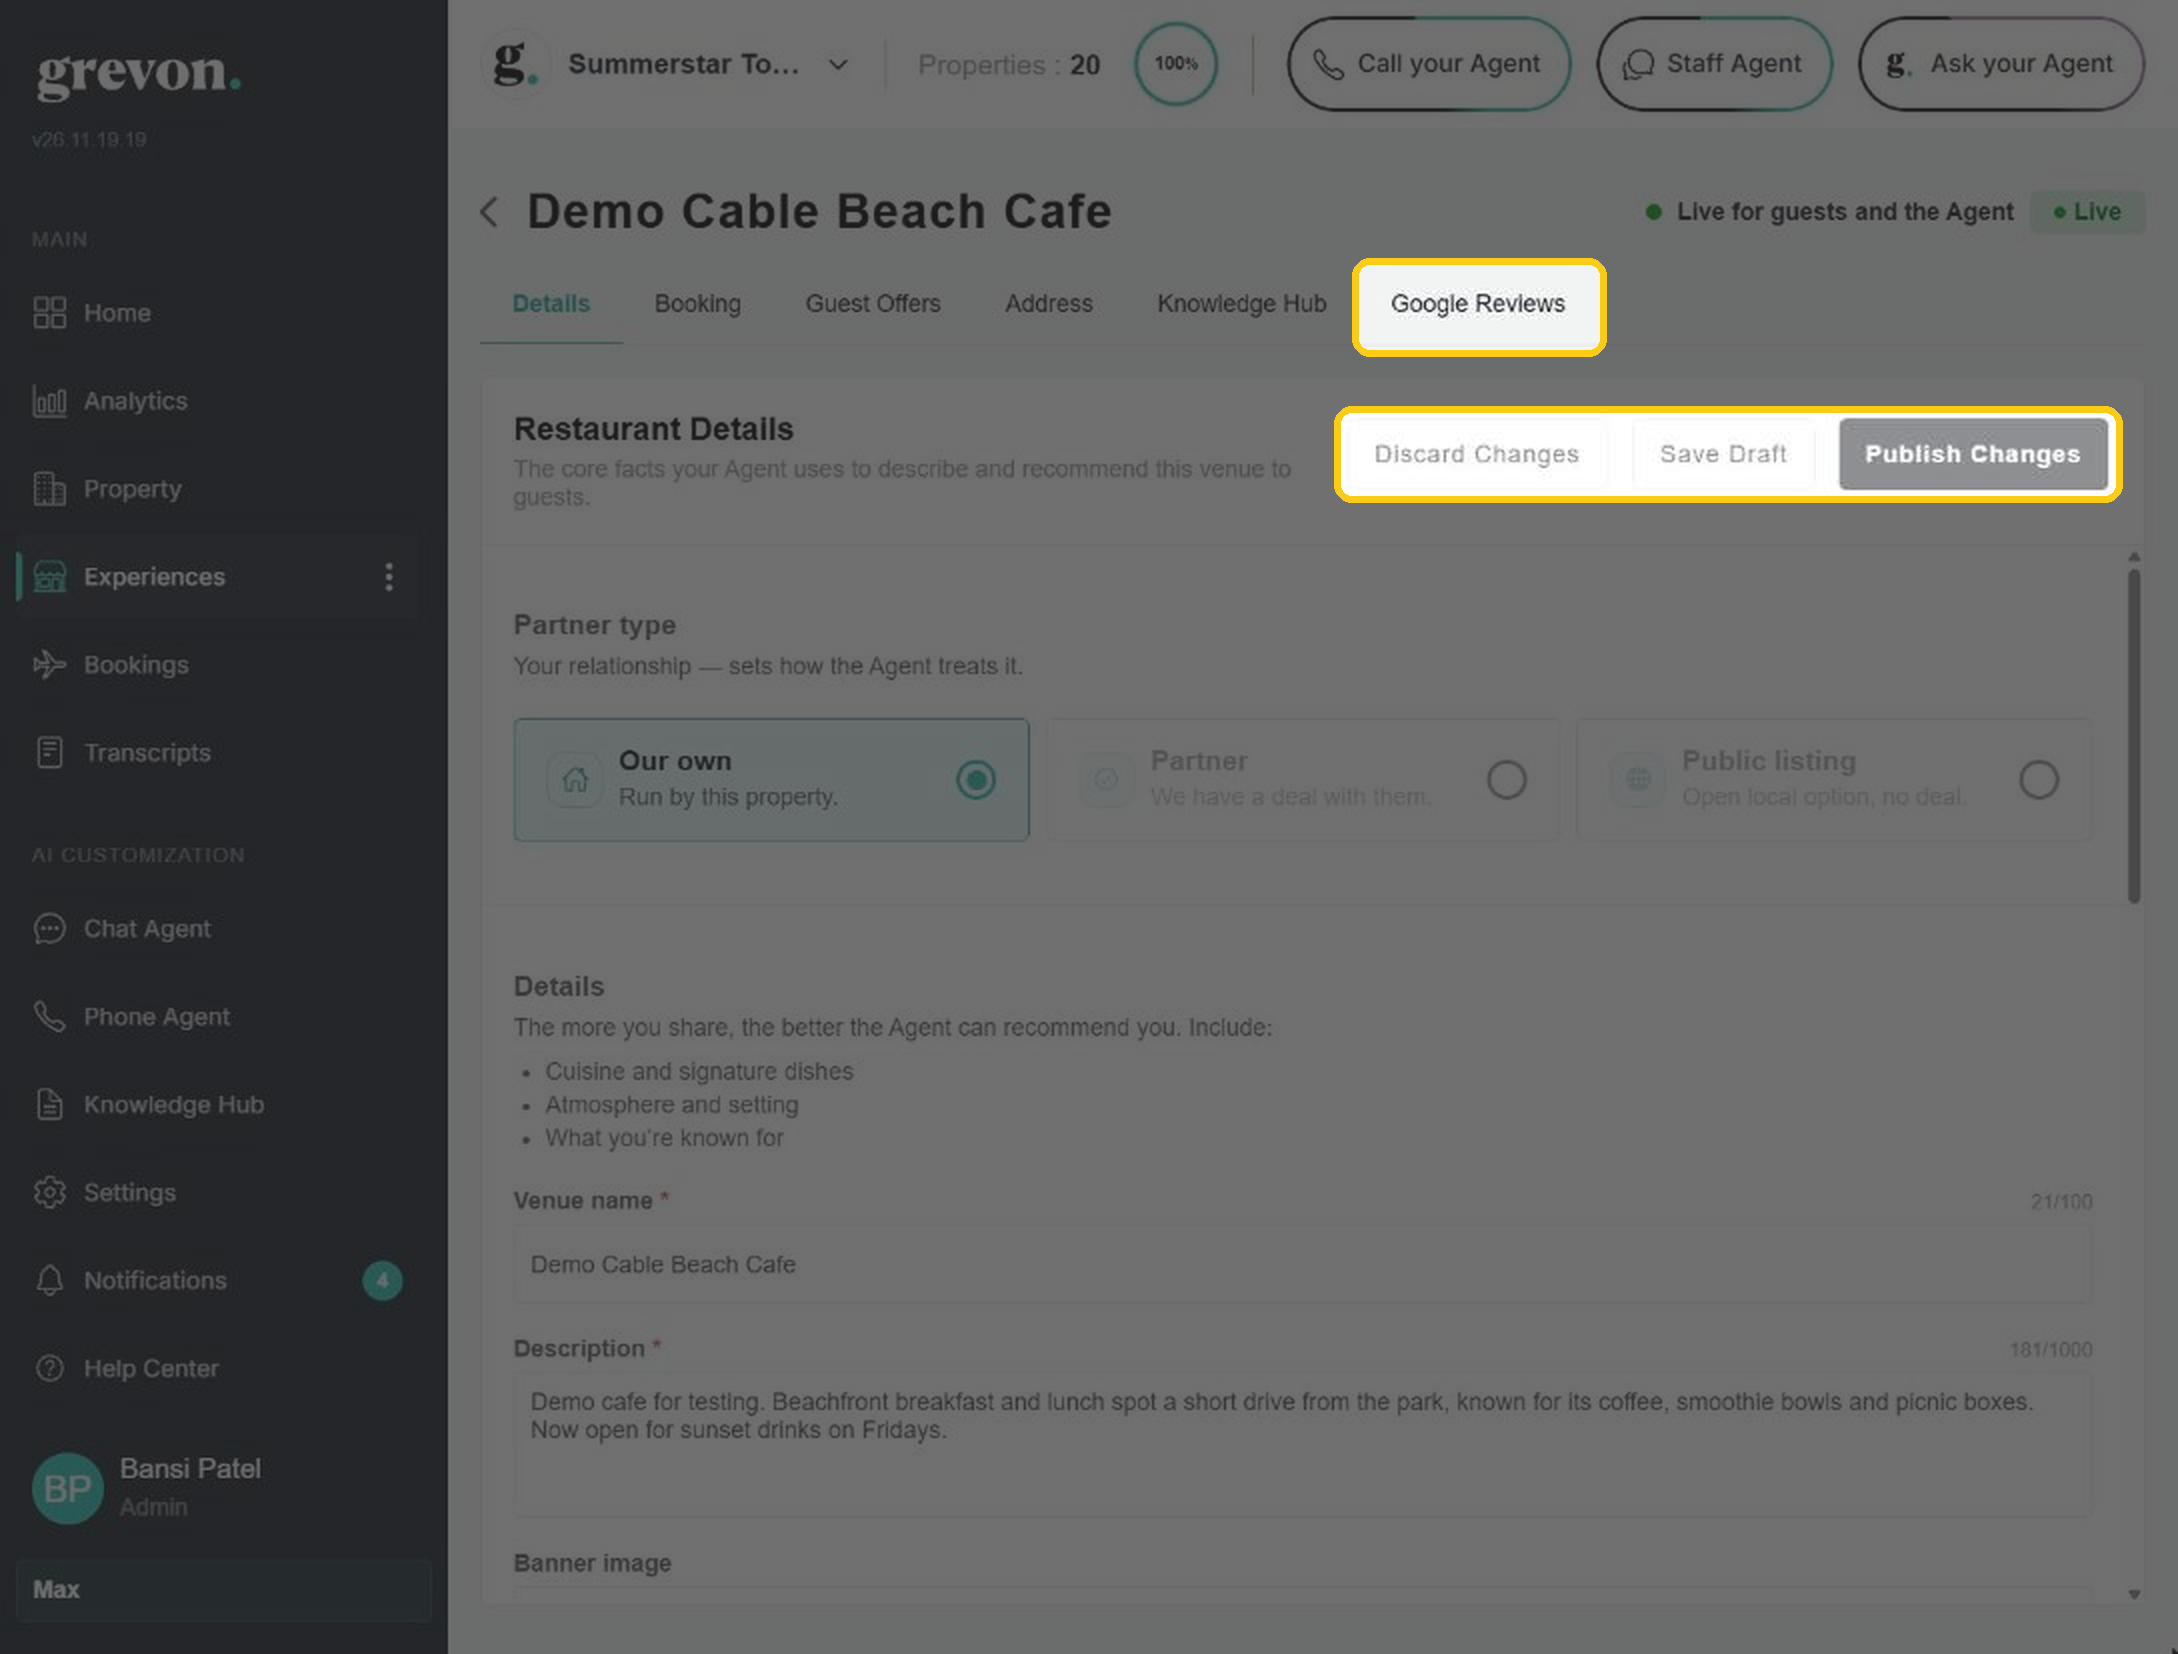 grevon.
v26.11.19.19
MAIN
Home
Analytics
Property
Experiences
Bookings
Transcripts
AI CUSTOMIZATION
Chat Agent
Phone Agent
Knowledge Hub
Settings
Notifications
4
Help Center
BP
Bansi Patel
Admin
Max
g.
Summerstar To...
Properties : 20
100%
Call your Agent
Staff Agent
g. Ask your Agent
Demo Cable Beach Cafe
Live for guests and the Agent
Live
Details
Booking
Guest Offers
Address
Knowledge Hub
Google Reviews
Restaurant Details
The core facts your Agent uses to describe and recommend this venue to
guests.
Discard Changes
Save Draft
Publish Changes
Partner type
Your relationship — sets how the Agent treats it.
Our own
Run by this property.
Partner
We have a deal with them.
Public listing
Open local option, no deal.
Details
The more you share, the better the Agent can recommend you. Include:
• Cuisine and signature dishes
• Atmosphere and setting
• What you're known for
Venue name *
21/100
Demo Cable Beach Cafe
Description *
181/1000
Demo cafe for testing. Beachfront breakfast and lunch spot a short drive from the park, known for its coffee, smoothie bowls and picnic boxes.
Now open for sunset drinks on Fridays.
Banner image